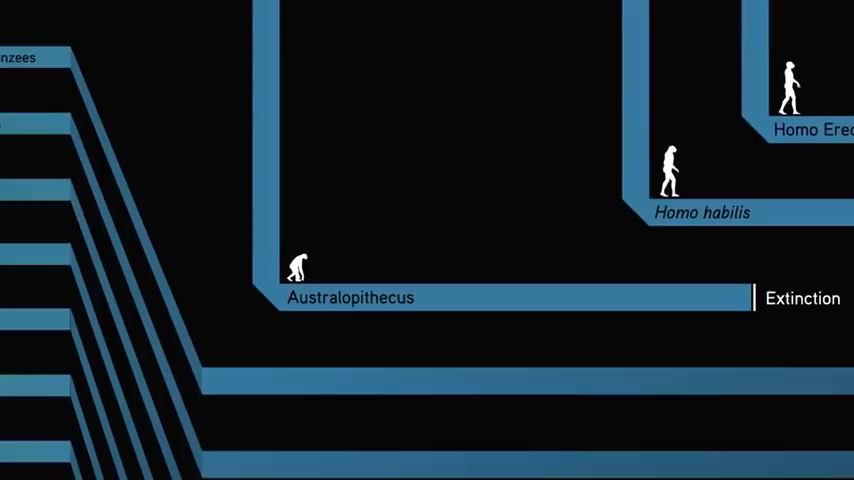 nzees
Homo Erec
Homo habilis
Australopithecus
Extinction